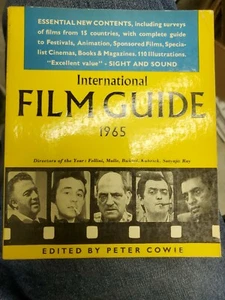 ESSENTIAL NEW CONTENTS, including surveys
of films from 15 countries, with complete guide
to Festivals, Animation, Sponsored Films, Specia-
list Cinemas, Books & Magazines, 110 illustrations.
"Excellent value" - SIGHT AND SOUND
International
FILM GUIDE
1965
Directors of the Year: Fellini, Malle, Buñuel, Kubrick, Satyajit Ray
EDITED BY PETER COWIE